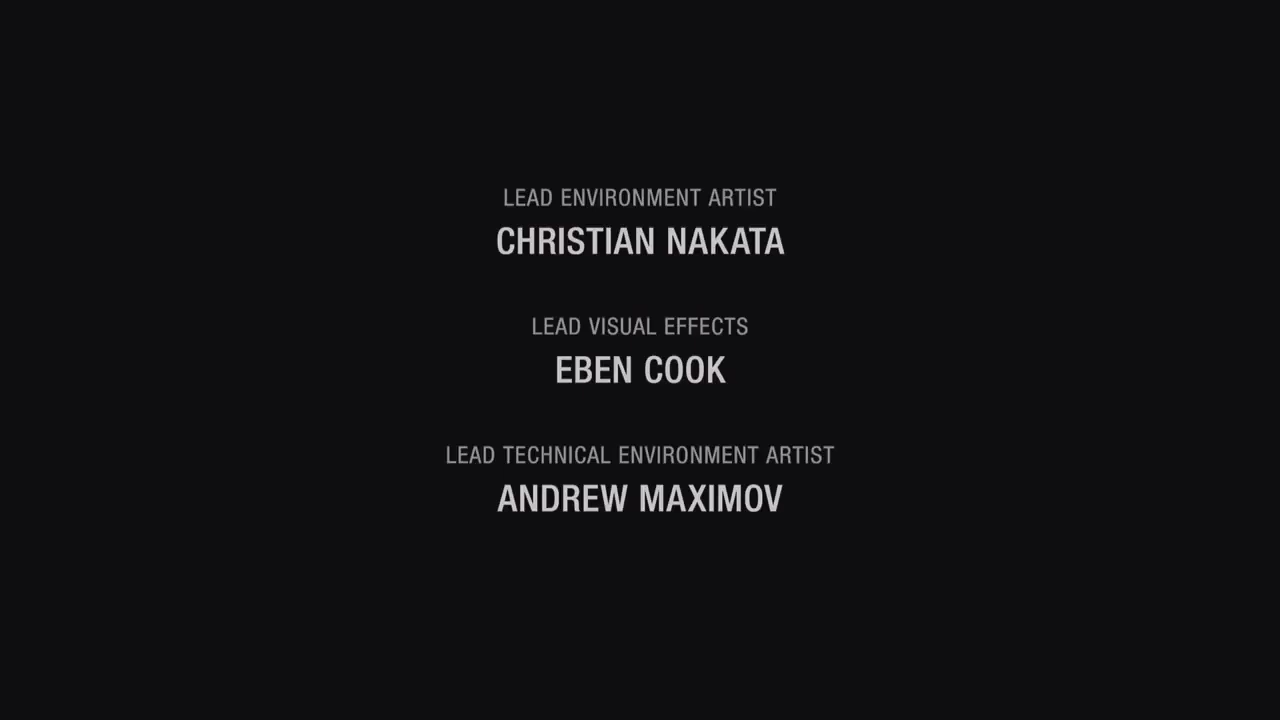 LEAD ENVIRONMENT ARTIST
CHRISTIAN NAKATA
LEAD VISUAL EFFECTS
EBEN COOK
LEAD TECHNICAL ENVIRONMENT ARTIST
ANDREW MAXIMOV